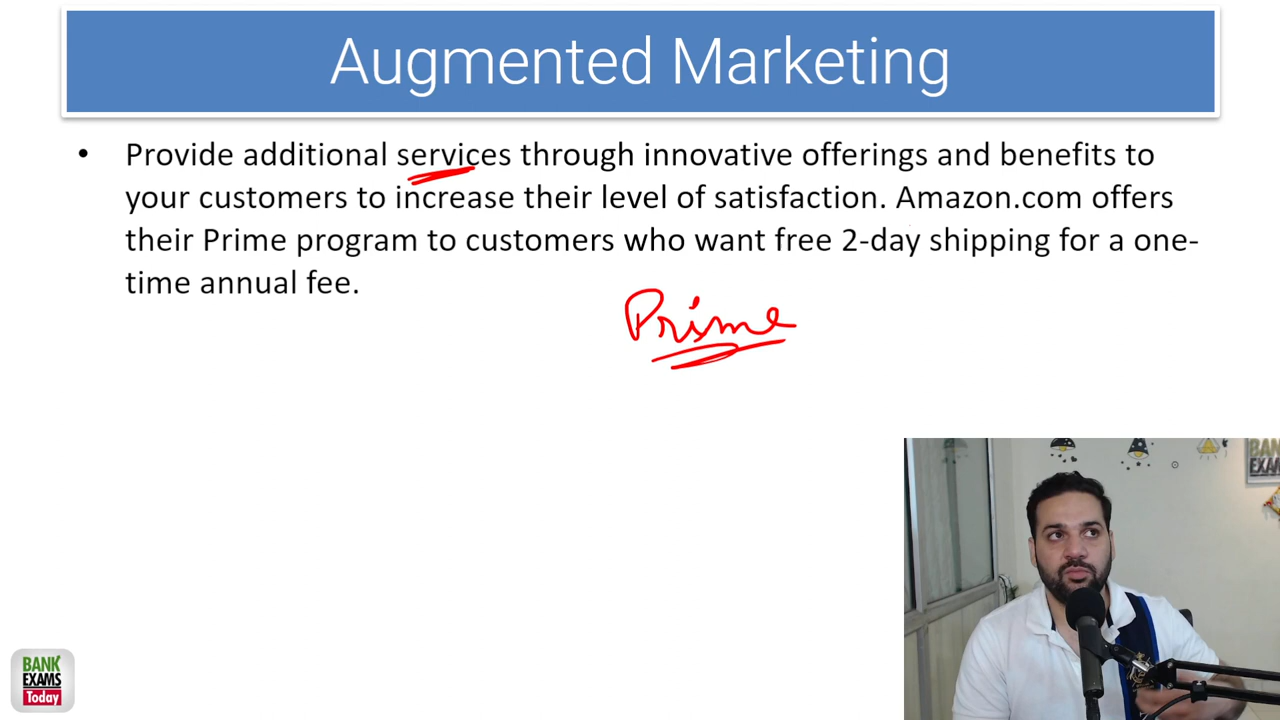 Augmented Marketing
• Provide additional services through innovative offerings and benefits to
your customers to increase their level of satisfaction. Amazon.com offers
their Prime program to customers who want free 2-day shipping for a one-
time annual fee.
Prime
BANK
EXAMS
Today